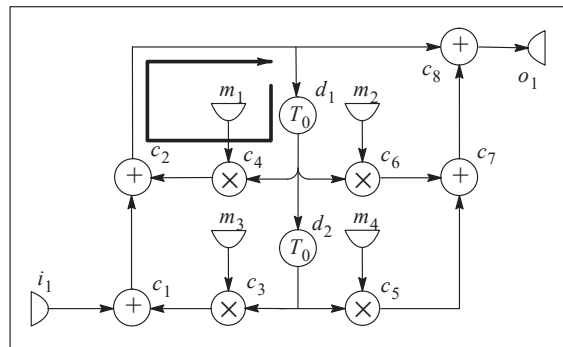 c8
o1
m1
d1
T0
m2
c2
c4
c6
c7
+
+
×
×
+
m3
d2
T0
m4
i1
c1
c3
c5
+
×
×